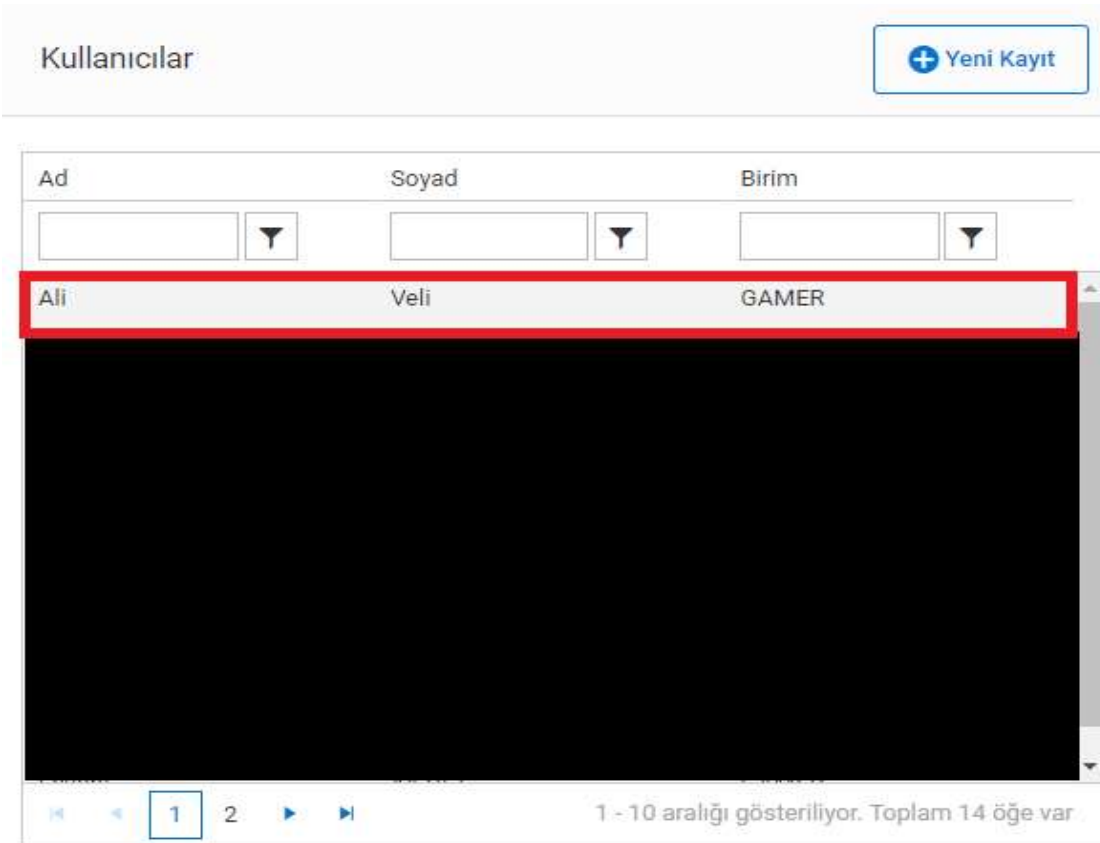 Kullanıcılar
Yeni Kayıt
Ad Soyad Birim
Ali Veli GAMER
1 2 1 - 10 aralığı gösteriliyor. Toplam 14 öğe var